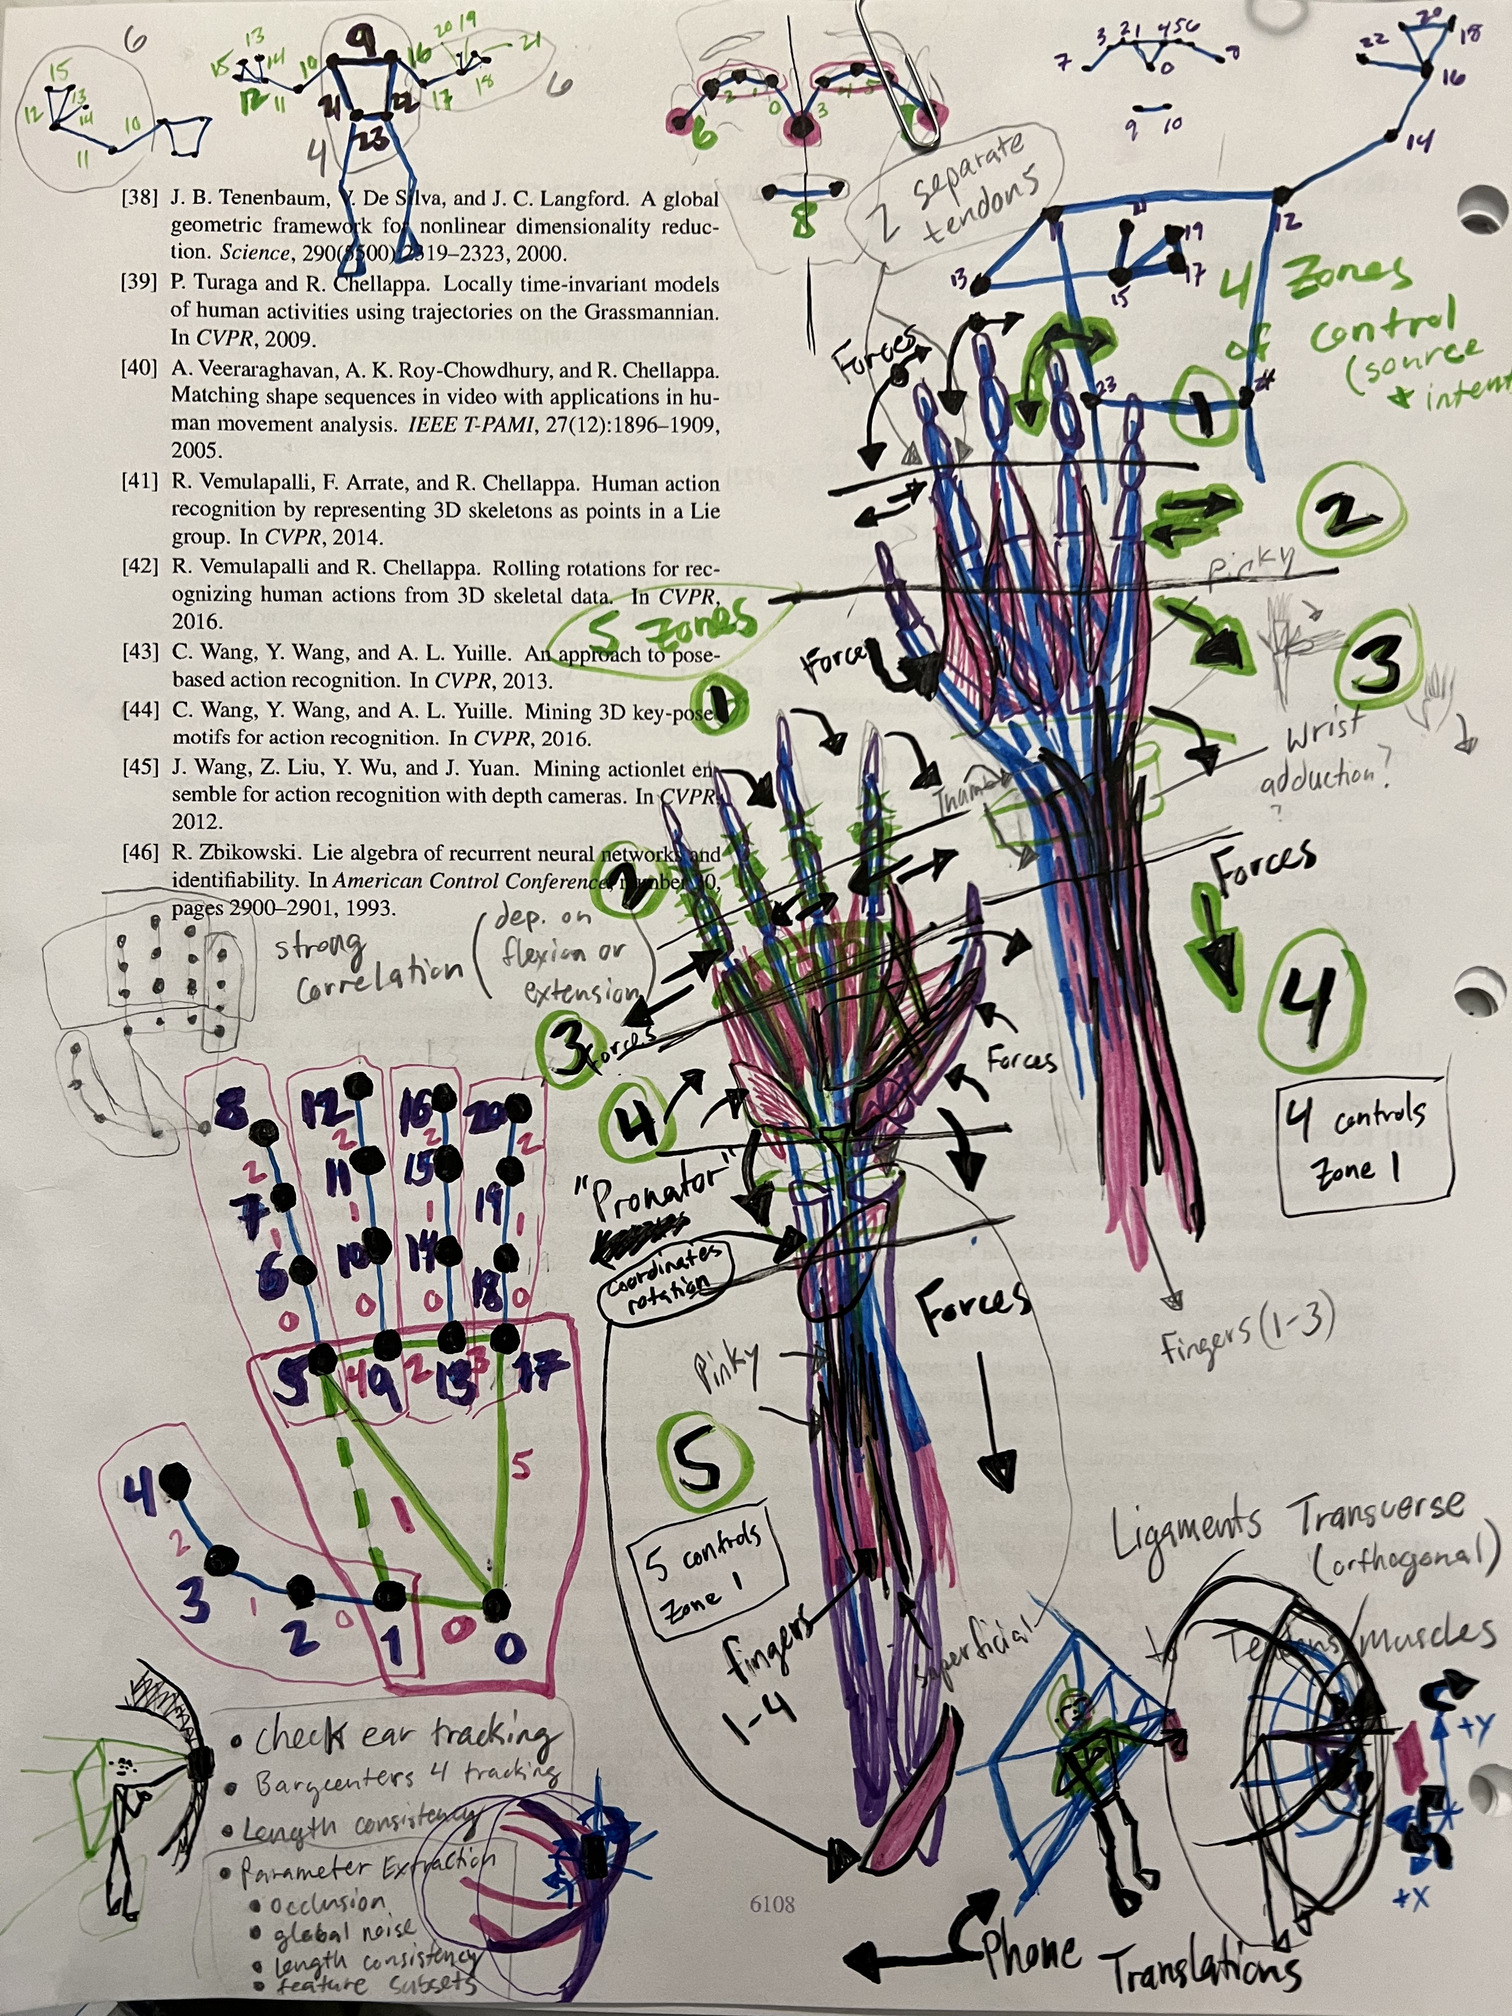 6
15
13
14
12
10
11
13
15
14
12
11
10
9
16
20 19
21
18
17
6
21
22
23
4
2
1
0
3
4
5
6
7
8
3 21 456
7
0
8
9 10
20
22
18
16
14
12
11
13
19
15
17
23
24
2 separate
tendons
4 Zones
of control
(source
+ intent
[38] J. B. Tenenbaum, V. De Silva, and J. C. Langford. A global
geometric framework for nonlinear dimensionality reduc-
tion. Science, 290(5500):2319–2323, 2000.
[39] P. Turaga and R. Chellappa. Locally time-invariant models
of human activities using trajectories on the Grassmannian.
In CVPR, 2009.
[40] A. Veeraraghavan, A. K. Roy-Chowdhury, and R. Chellappa.
Matching shape sequences in video with applications in hu-
man movement analysis. IEEE T-PAMI, 27(12):1896–1909,
2005.
[41] R. Vemulapalli, F. Arrate, and R. Chellappa. Human action
recognition by representing 3D skeletons as points in a Lie
group. In CVPR, 2014.
[42] R. Vemulapalli and R. Chellappa. Rolling rotations for rec-
ognizing human actions from 3D skeletal data. In CVPR,
2016.
[43] C. Wang, Y. Wang, and A. L. Yuille. An approach to pose-
based action recognition. In CVPR, 2013.
[44] C. Wang, Y. Wang, and A. L. Yuille. Mining 3D key-pose
motifs for action recognition. In CVPR, 2016.
[45] J. Wang, Z. Liu, Y. Wu, and J. Yuan. Mining actionlet en-
semble for action recognition with depth cameras. In CVPR,
2012.
[46] R. Zbikowski. Lie algebra of recurrent neural networks and
identifiability. In American Control Conference, number 10,
pages 2900–2901, 1993.
Forces
1
2
Pinky
3
Forces
Wrist
adduction?
?
Thumb
Forces
4
4 controls
Zone 1
Fingers (1-3)
5 Zones
1
2
3
Forces
4
Forces
"Pronator"
Coordinates
rotation
Pinky
Forces
5
5 controls
Zone 1
fingers
1-4
superficial
strong
correlation
(dep. on
flexion or
extension)
8
12
16
20
2
2
2
2
7
11
15
19
1
1
1
1
6
10
14
18
0
0
0
0
5
4
9
2
13
3
17
5
1
4
2
3
1
2
0
1
0
0
Ligaments Transverse
(orthogonal)
to Tendons/muscles
• check ear tracking
• Barycenters 4 tracking
• Length consistency
• Parameter Extraction
• occlusion
• global noise
• length consistency
• feature subsets
6108
+Y
+X
Phone
Translations